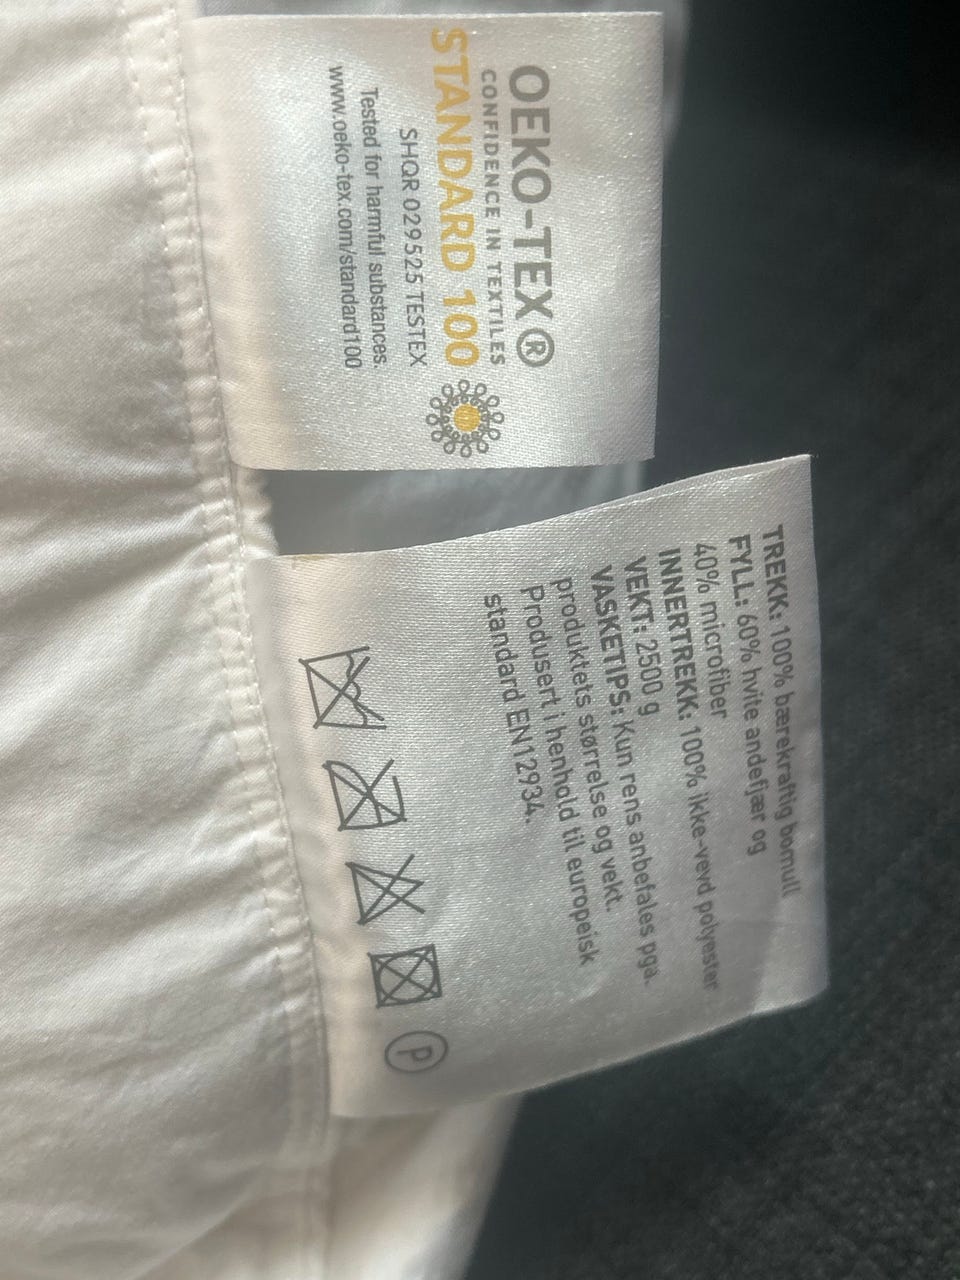 OEKO-TEX®
CONFIDENCE IN TEXTILES
STANDARD 100
SHQR 029525 TESTEX
Tested for harmful substances.
www.oeko-tex.com/standard100
TREKK: 100% bærekraftig bomull
FYLL: 60% hvite andefjær og
40% microfiber
INNERTREKK: 100% ikke-vevd polyester
VEKT: 2500 g
VASKETIPS: Kun rens anbefales pga.
produktets størrelse og vekt.
Produsert i henhold til europeisk
standard EN12934.
P